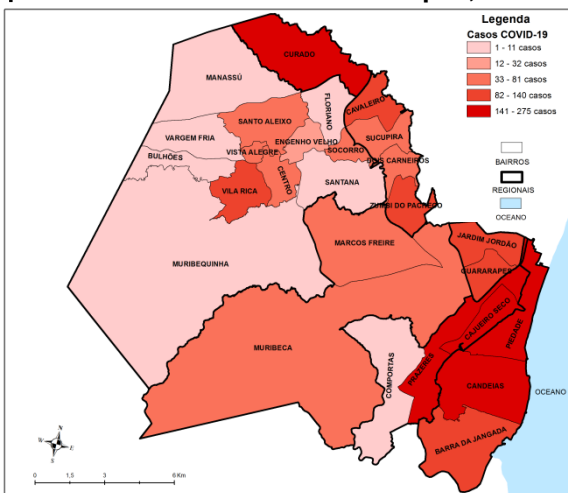 Legenda
Casos COVID-19
1 - 11 casos
12 - 32 casos
33 - 81 casos
82 - 140 casos
141 - 275 casos
BAIRROS
REGIONAIS
OCEANO
CURADO
MANASSÚ
FLORIANO
CAVALEIRO
SANTO ALEIXO
VARGEM FRIA
ENGENHO VELHO
SUCUPIRA
VISTA ALEGRE
SOCORRO
BULHÕES
DOIS CARNEIROS
CENTRO
SANTANA
VILA RICA
ZUMBI DO PACHECO
JARDIM JORDÃO
MARCOS FREIRE
MURIBEQUINHA
GUARARAPES
CAJUEIRO SECO
PIEDADE
MURIBECA
COMPORTAS
PRAZERES
CANDEIAS
OCEANO
BARRA DA JANGADA
N
W
E
S
0 1,5 3 6 Km